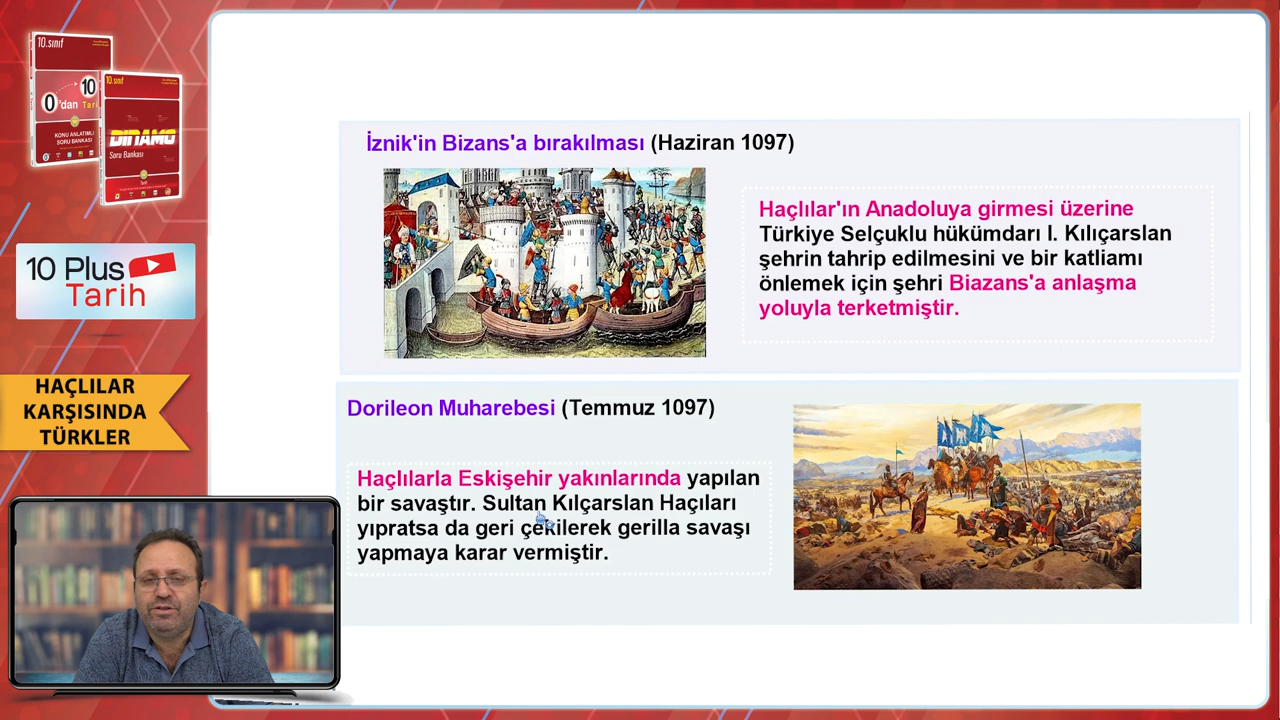 10.sınıf
0'dan 10
Tarih
KONU ANLATIMLI
SORU BANKASI
10.sınıf
DINAMO
Soru Bankası
10 Plus
Tarih
HAÇLILAR
KARŞISINDA
TÜRKLER
İznik'in Bizans'a bırakılması (Haziran 1097)
Haçlılar'ın Anadoluya girmesi üzerine
Türkiye Selçuklu hükümdarı I. Kılıçarslan
şehrin tahrip edilmesini ve bir katliamı
önlemek için şehri Biazans'a anlaşma
yoluyla terketmiştir.
Dorileon Muharebesi (Temmuz 1097)
Haçlılarla Eskişehir yakınlarında yapılan
bir savaştır. Sultan Kılçarslan Haçıları
yıpratsa da geri çekilerek gerilla savaşı
yapmaya karar vermiştir.